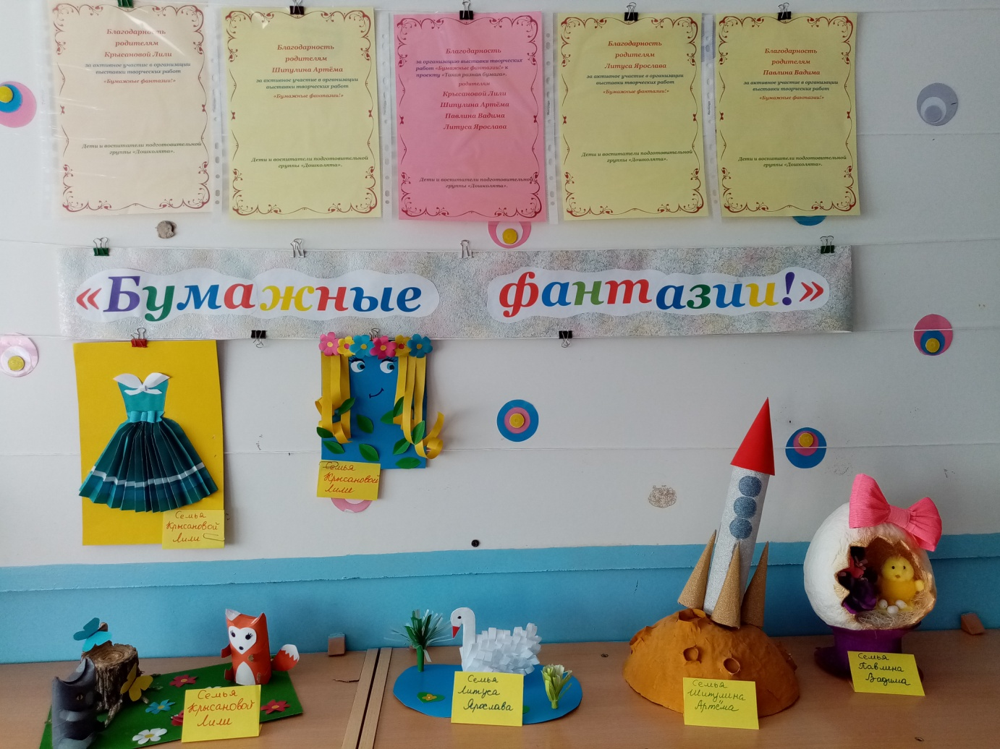 Благодарность
родителям
Крысановой Лили
за активное участие в организации
выставки творческих работ
«Бумажные фантазии!»
Дети и воспитатели подготовительной
группы «Дошколята».
Благодарность
родителям
Шипулина Артёма
за активное участие в организации
выставки творческих работ
«Бумажные фантазии!»
Дети и воспитатели подготовительной
группы «Дошколята».
Благодарность
за организацию выставки творческих
работ «Бумажные фантазии!» к
проекту «Такая разная бумага».
родителям
Крысановой Лили
Шипулина Артёма
Павлина Вадима
Литуса Ярослава
Дети и воспитатели подготовительной
группы «Дошколята».
Благодарность
родителям
Литуса Ярослава
за активное участие в организации
выставки творческих работ
«Бумажные фантазии!»
Дети и воспитатели подготовительной
группы «Дошколята».
Благодарность
родителям
Павлина Вадима
за активное участие в организации
выставки творческих работ
«Бумажные фантазии!»
Дети и воспитатели подготовительной
группы «Дошколята».
«Бумажные фантазии!»
Семья
Крысановой
Лили
Семья
Крысановой
Лили
Семья
Крысановой
Лили
Семья
Литуса
Ярослава
Семья
Шипулина
Артёма
Семья
Павлина
Вадима